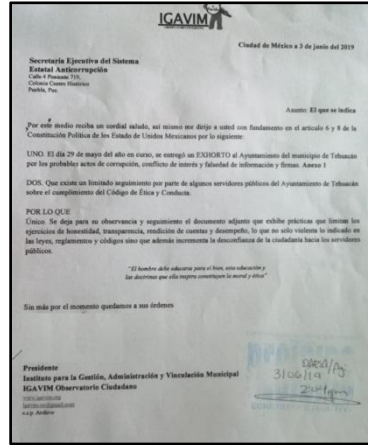 IGAVIM
Ciudad de México a 3 de junio del 2019
Secretaría Ejecutiva del Sistema
Estatal Anticorrupción
Calle 4 Poniente 719,
Colonia Centro Histórico
Puebla, Pue.
Asunto: El que se indica
Por este medio reciba un cordial saludo, así mismo me dirijo a usted con fundamento en el artículo 6 y 8 de la
Constitución Política de los Estado de Unidos Mexicanos por lo siguiente:
UNO. El día 29 de mayo del año en curso, se entregó un EXHORTO al Ayuntamiento del municipio de Tehuacán
por los probables actos de corrupción, conflicto de interés y falsedad de información y firmas. Anexo 1
DOS. Que existe un limitado seguimiento por parte de algunos servidores públicos del Ayuntamiento de Tehuacán
sobre el cumplimiento del Código de Ética y Conducta.
POR LO QUE
Único. Se deja para su observancia y seguimiento el documento adjunto que exhibe prácticas que limitan los
ejercicios de honestidad, transparencia, rendición de cuentas y desempeño, lo que no solo violenta lo indicado en
las leyes, reglamentos y códigos sino que además incrementa la desconfianza de la ciudadanía hacia los servidores
públicos.
"El hombre debe educarse para el bien, esta educación y
las doctrinas que ella inspira constituyen la moral y ética"
Sin más por el momento quedamos a sus órdenes
Presidente
Instituto para la Gestión, Administración y Vinculación Municipal
IGAVIM Observatorio Ciudadano
www.igavim.org
c.c.p. Archivo